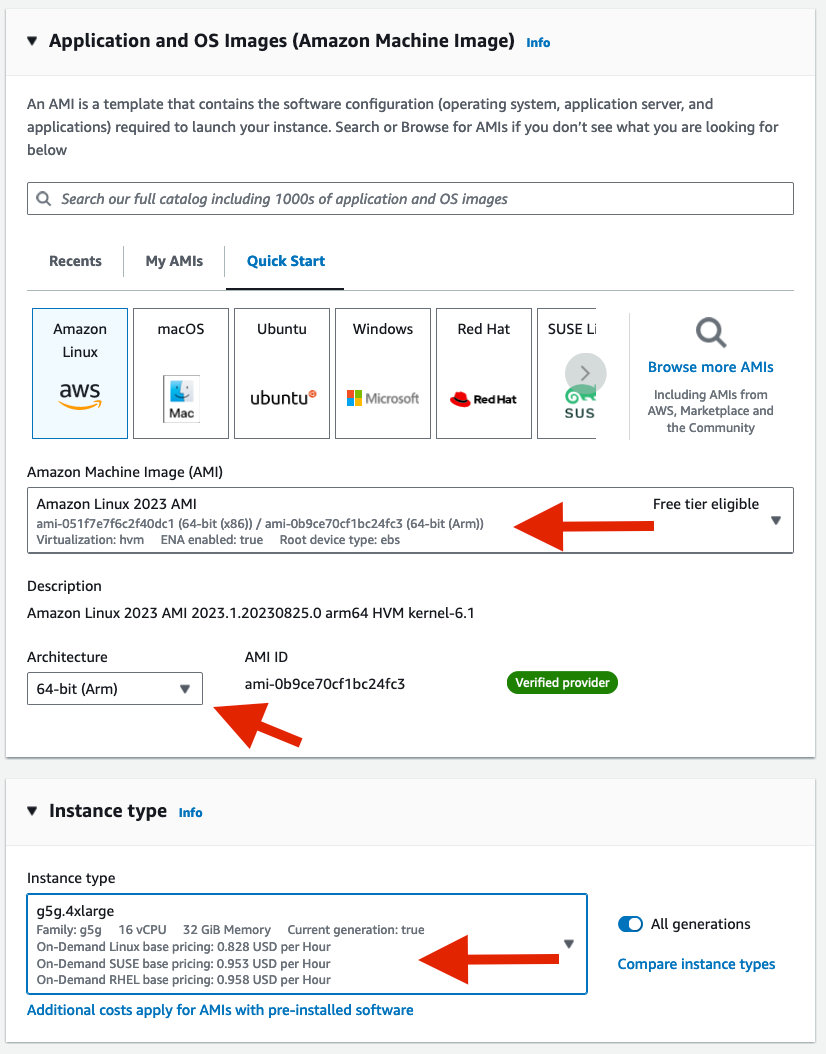 Application and OS Images (Amazon Machine Image) Info
An AMI is a template that contains the software configuration (operating system, application server, and
applications) required to launch your instance. Search or Browse for AMIs if you don’t see what you are looking for
below
Search our full catalog including 1000s of application and OS images
Recents
My AMIs
Quick Start
Amazon
Linux
aws
macOS
Mac
Ubuntu
ubuntu
Windows
Microsoft
Red Hat
Red Hat
SUSE Li
SUS
Browse more AMIs
Including AMIs from
AWS, Marketplace and
the Community
Amazon Machine Image (AMI)
Amazon Linux 2023 AMI
Free tier eligible
ami-051f7e7f6c2f40dc1 (64-bit (x86)) / ami-0b9ce70cf1bc24fc3 (64-bit (Arm))
Virtualization: hvm ENA enabled: true Root device type: ebs
Description
Amazon Linux 2023 AMI 2023.1.20230825.0 arm64 HVM kernel-6.1
Architecture
64-bit (Arm)
AMI ID
ami-0b9ce70cf1bc24fc3
Verified provider
Instance type Info
Instance type
g5g.4xlarge
Family: g5g 16 vCPU 32 GiB Memory Current generation: true
On-Demand Linux base pricing: 0.828 USD per Hour
On-Demand SUSE base pricing: 0.953 USD per Hour
On-Demand RHEL base pricing: 0.958 USD per Hour
All generations
Compare instance types
Additional costs apply for AMIs with pre-installed software